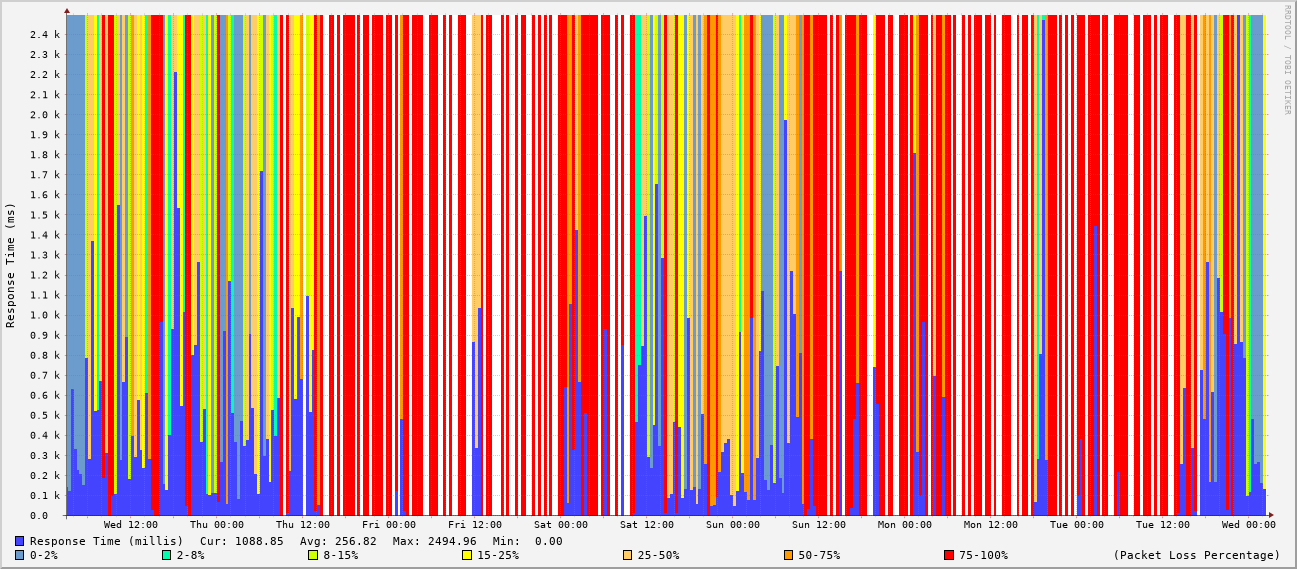 RRDTOOL / TOBI OETIKER
Response Time (ms)
2.4 k
2.3 k
2.2 k
2.1 k
2.0 k
1.9 k
1.8 k
1.7 k
1.6 k
1.5 k
1.4 k
1.3 k
1.2 k
1.1 k
1.0 k
0.9 k
0.8 k
0.7 k
0.6 k
0.5 k
0.4 k
0.3 k
0.2 k
0.1 k
0.0
Wed 12:00 Thu 00:00 Thu 12:00 Fri 00:00 Fri 12:00 Sat 00:00 Sat 12:00 Sun 00:00 Sun 12:00 Mon 00:00 Mon 12:00 Tue 00:00 Tue 12:00 Wed 00:00
Response Time (millis) Cur: 1088.85 Avg: 256.82 Max: 2494.96 Min: 0.00
0-2% 2-8% 8-15% 15-25% 25-50% 50-75% 75-100% (Packet Loss Percentage)